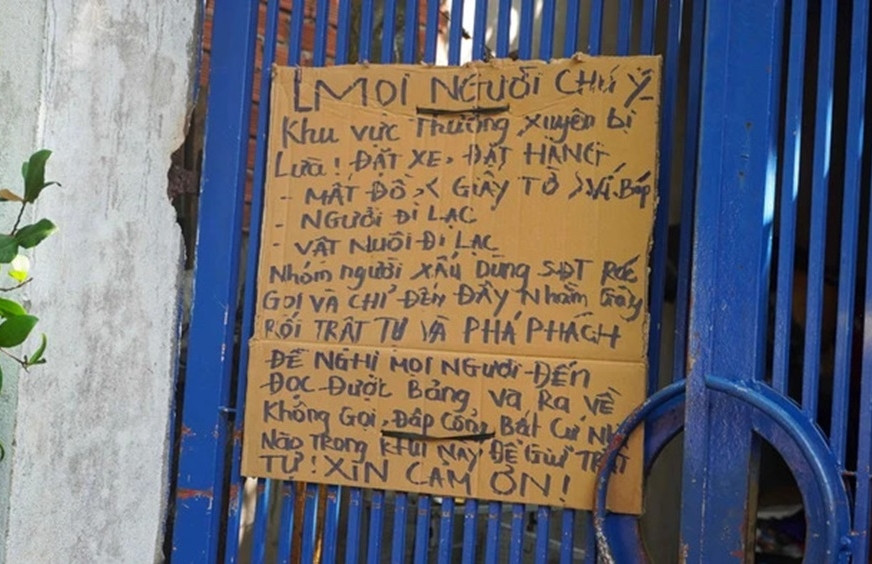 MỌI NGƯỜI CHÚ Ý
Khu vực Thường xuyên bị
Lừa! ĐẶT XE, ĐẶT HÀNG
- MẤT ĐỒ < GIẤY TỜ > Ví Bóp
- NGƯỜI ĐI LẠC
- VẬT NUÔI ĐI LẠC
Nhóm người XẤU DÙNG SĐT Rác
GỌI VÀ CHỈ ĐẾN ĐÂY Nhằm Gây
RỐI TRẬT TỰ VÀ PHÁ PHÁCH
ĐỀ NGHỊ MỌI NGƯỜI ĐẾN
ĐỌC ĐƯỢC BẢNG và Ra VỀ
Không Gọi, Đập Cổng Bất Cứ
Nào Trong KHU NÀY ĐỂ Giữ TRẬT
TỰ! XIN CẢM ƠN!